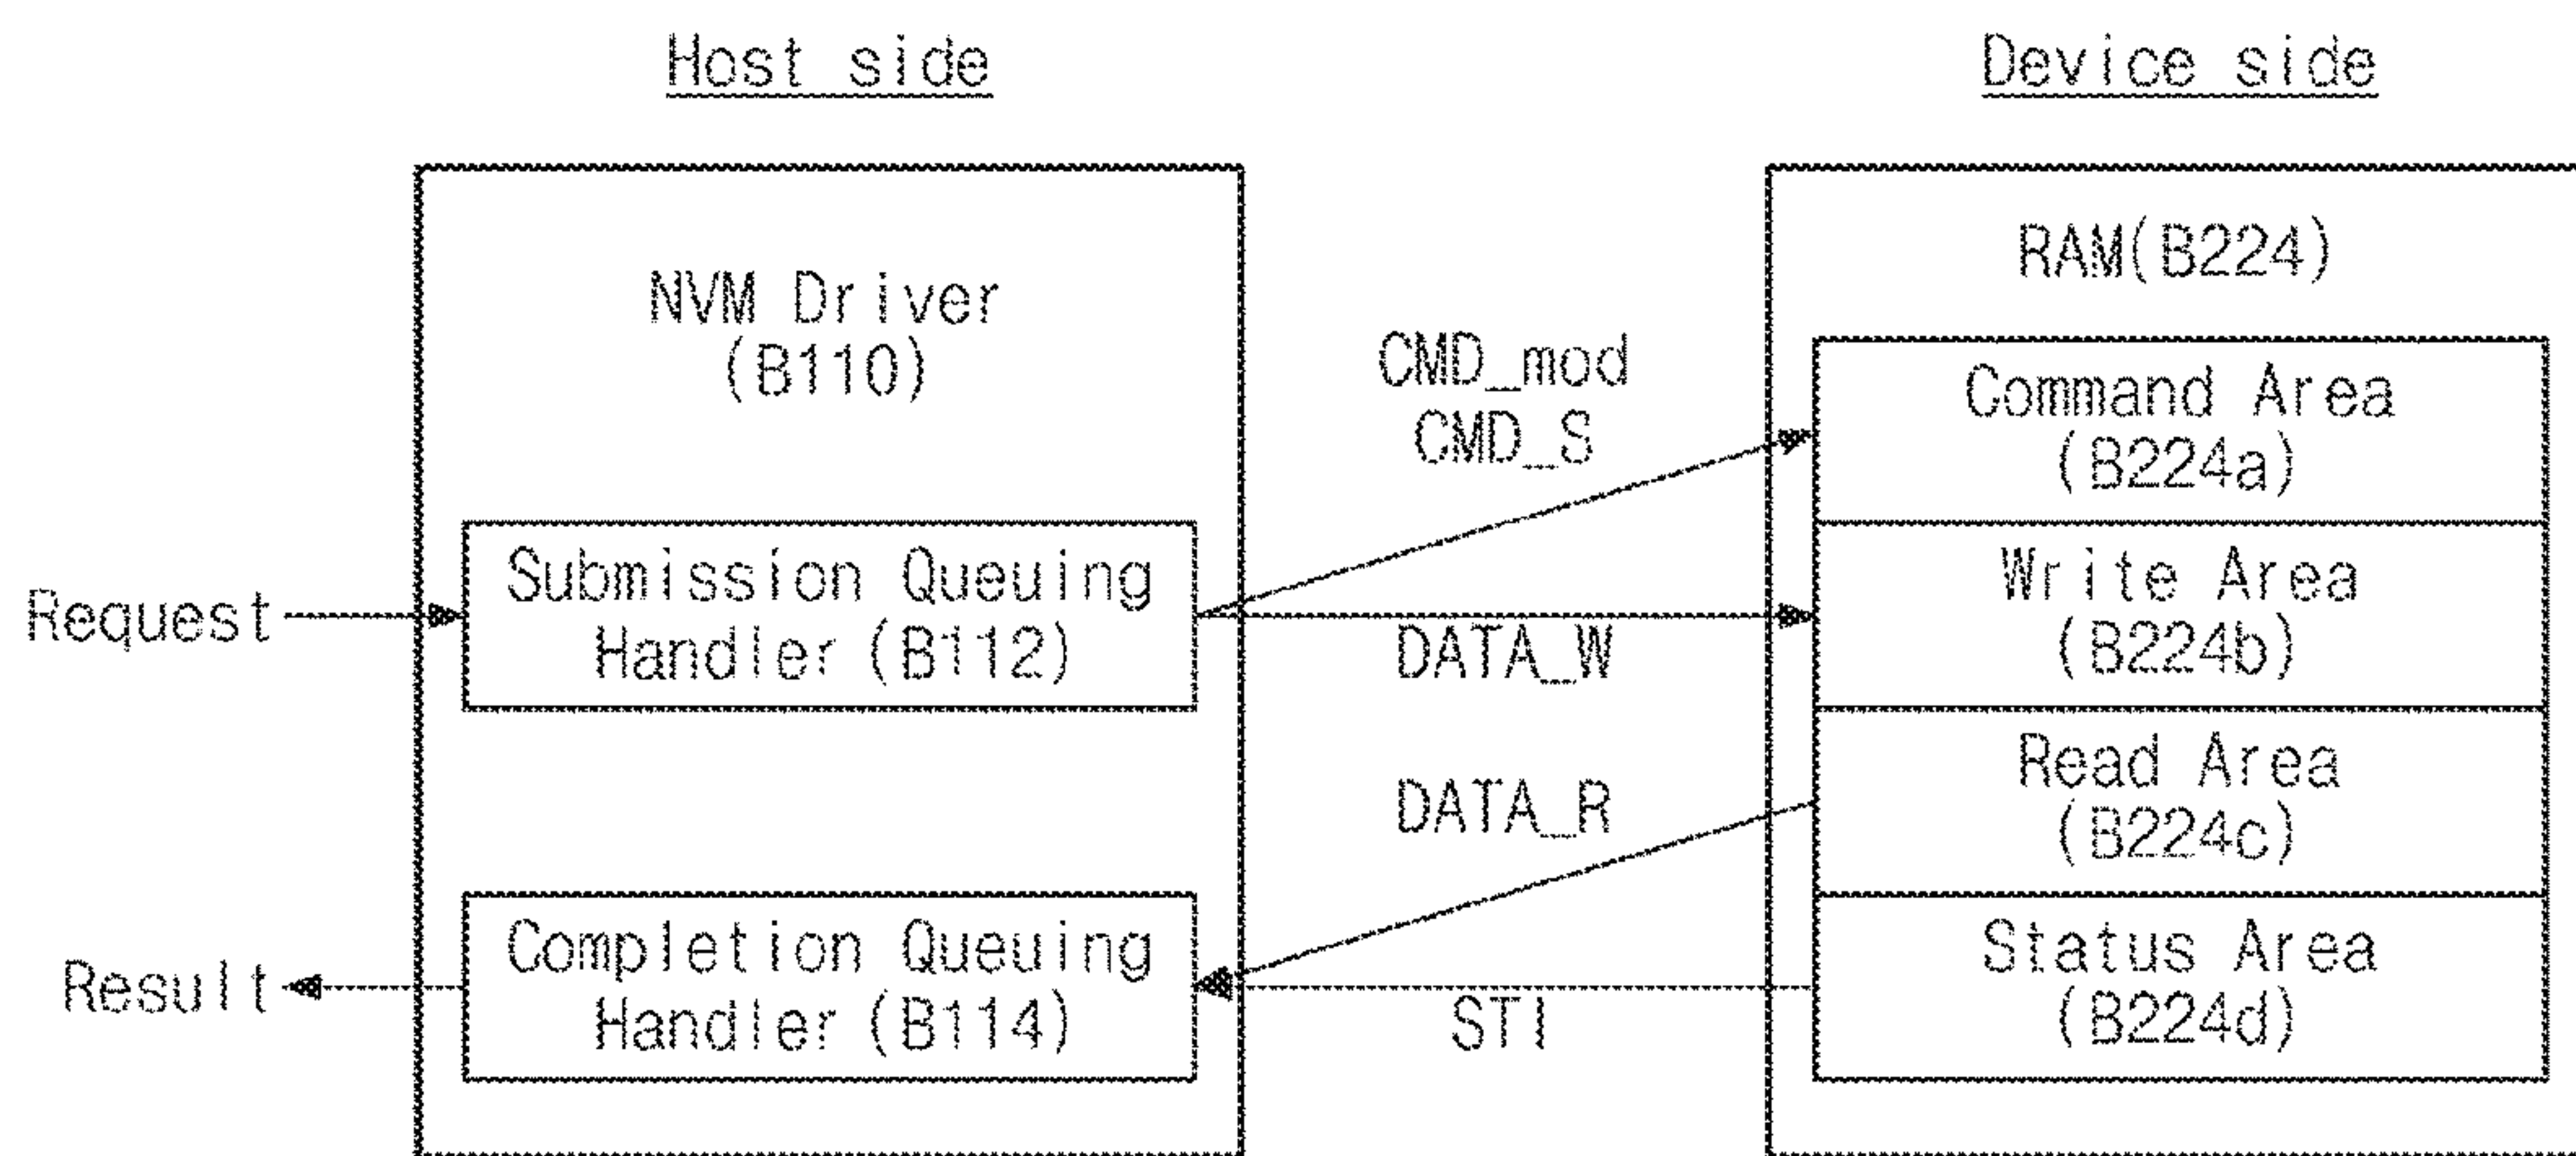 Host side
Device side
NVM Driver
(B110)
RAM(B224)
CMD_mod
CMD_S
Command Area
(B224a)
Request
Submission Queuing
Handler(B112)
DATA_W
Write Area
(B224b)
DATA_R
Read Area
(B224c)
Result
Completion Queuing
Handler(B114)
STI
Status Area
(B224d)